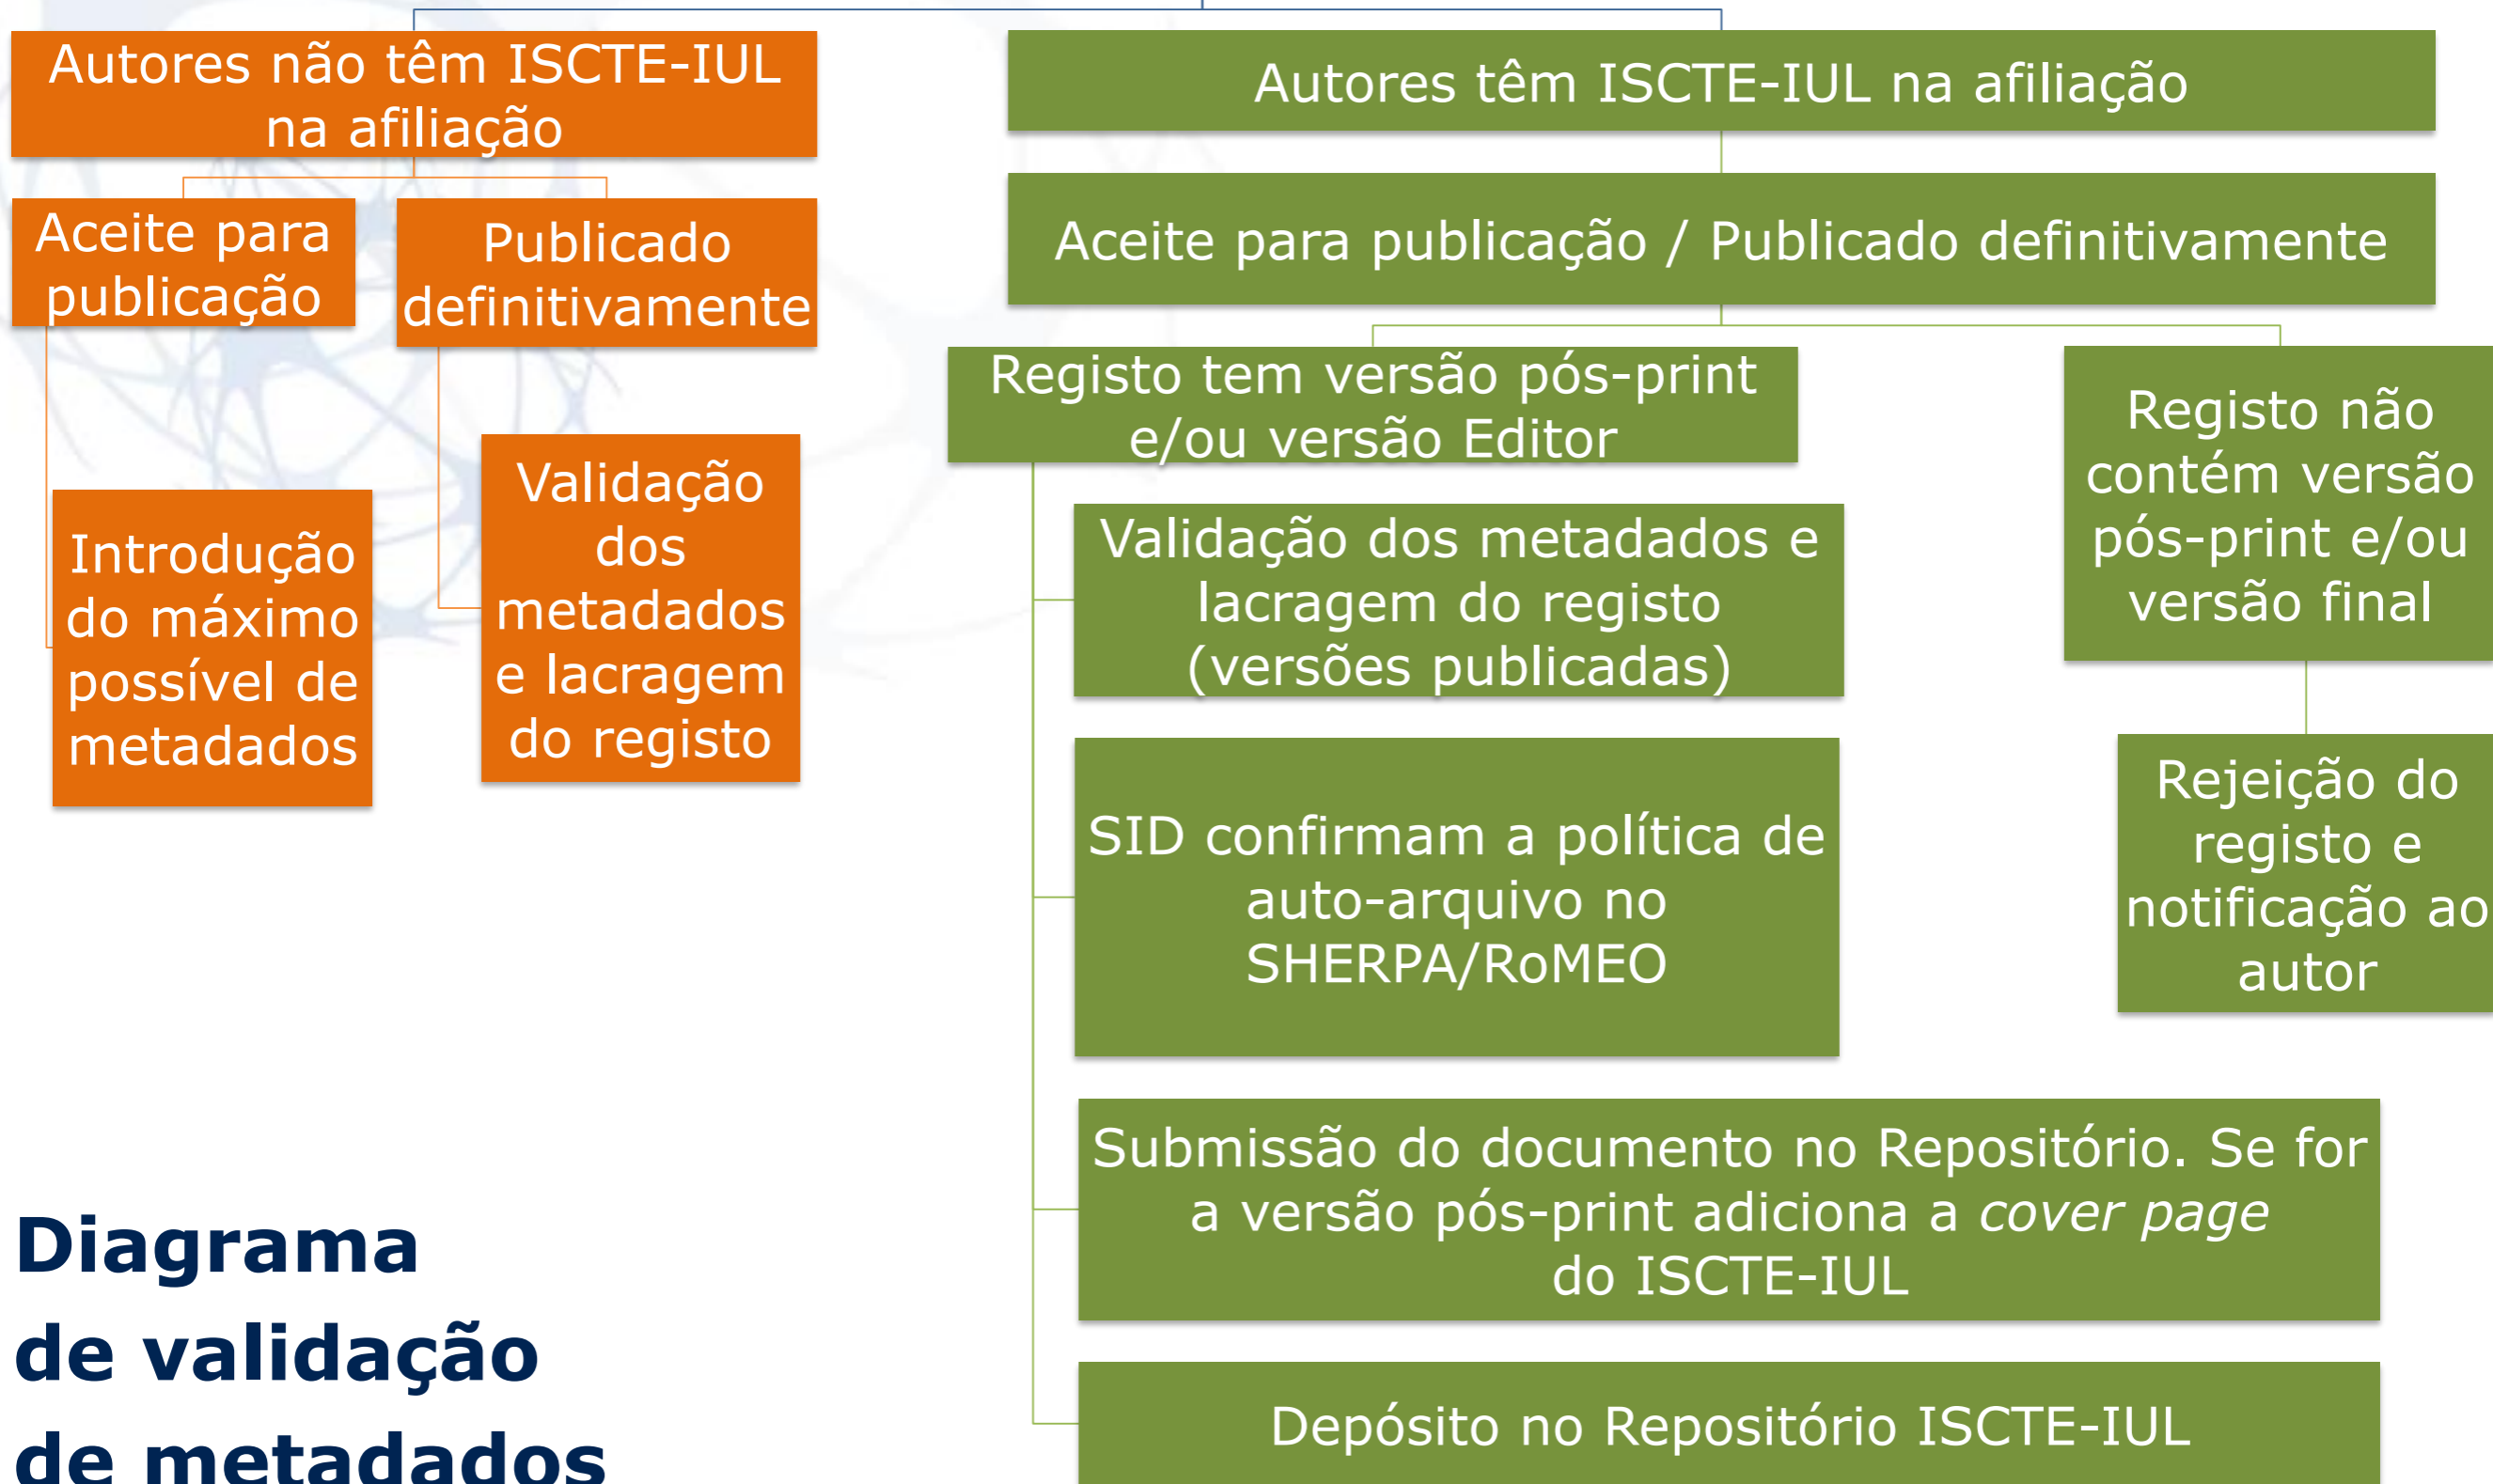 Autores não têm ISCTE-IUL
na afiliação
Aceite para
publicação
Publicado
definitivamente
Introdução
do máximo
possível de
metadados
Validação
dos
metadados
e lacragem
do registo
Autores têm ISCTE-IUL na afiliação
Aceite para publicação / Publicado definitivamente
Registo tem versão pós-print
e/ou versão Editor
Validação dos metadados e
lacragem do registo
(versões publicadas)
SID confirmam a política de
auto-arquivo no
SHERPA/RoMEO
Submissão do documento no Repositório. Se for
a versão pós-print adiciona a cover page
do ISCTE-IUL
Depósito no Repositório ISCTE-IUL
Registo não
contém versão
pós-print e/ou
versão final
Rejeição do
registo e
notificação ao
autor
Diagrama
de validação
de metadados